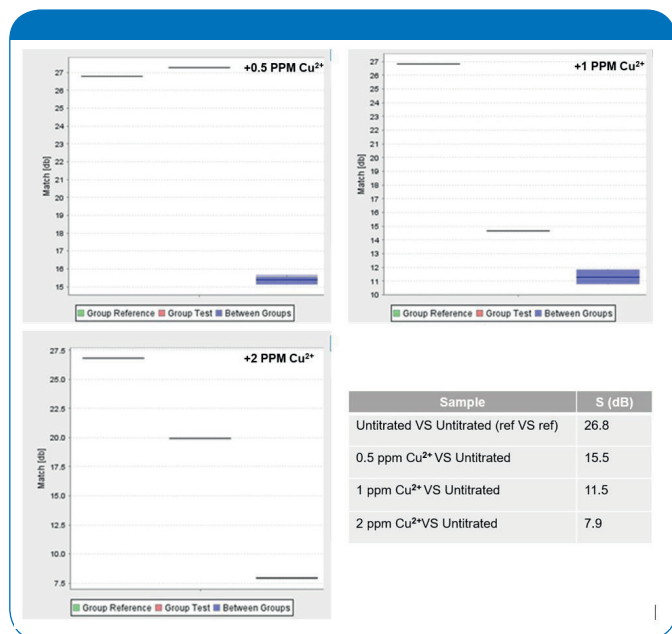 +0.5 PPM Cu²⁺
27
26
25
24
23
22
21
20
19
18
17
16
15
Match [db]
Group Reference Group Test Between Groups
+1 PPM Cu²⁺
27
26
25
24
23
22
21
20
19
18
17
16
15
14
13
12
11
10
Match [db]
Group Reference Group Test Between Groups
+2 PPM Cu²⁺
27.5
25.0
22.5
20.0
17.5
15.0
12.5
10.0
7.5
Match [db]
Group Reference Group Test Between Groups
Sample S (dB)
Untitrated VS Untitrated (ref VS ref) 26.8
0.5 ppm Cu²⁺ VS Untitrated 15.5
1 ppm Cu²⁺ VS Untitrated 11.5
2 ppm Cu²⁺VS Untitrated 7.9